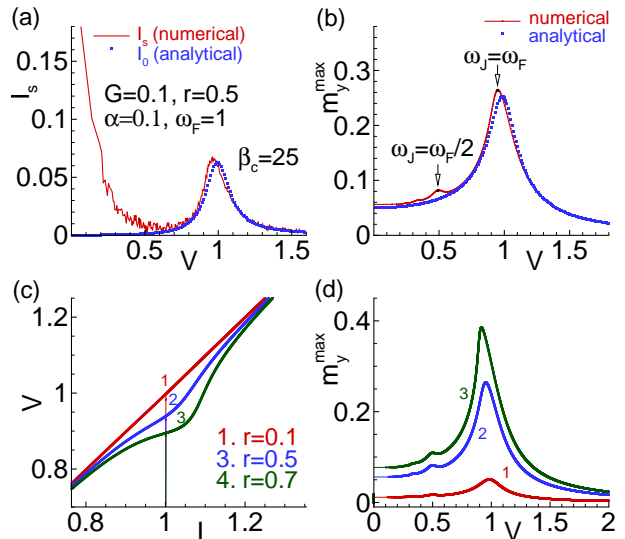 (a)
I_s (numerical)
I_0 (analytical)
G=0.1, r=0.5
α=0.1, ω_F=1
β_c=25
I_s
0.15
0.1
0.05
0
0.5
1
1.5
V
(b)
numerical
analytical
ω_J=ω_F
ω_J=ω_F/2
m_y^max
0.3
0.2
0.1
0
0
0.5
1
1.5
V
(c)
V
1.2
1
0.8
1
2
3
1. r=0.1
3. r=0.5
4. r=0.7
0.8
1
1.2
I
(d)
m_y^max
0.4
0.2
0
3
2
1
0
0.5
1
1.5
2
V